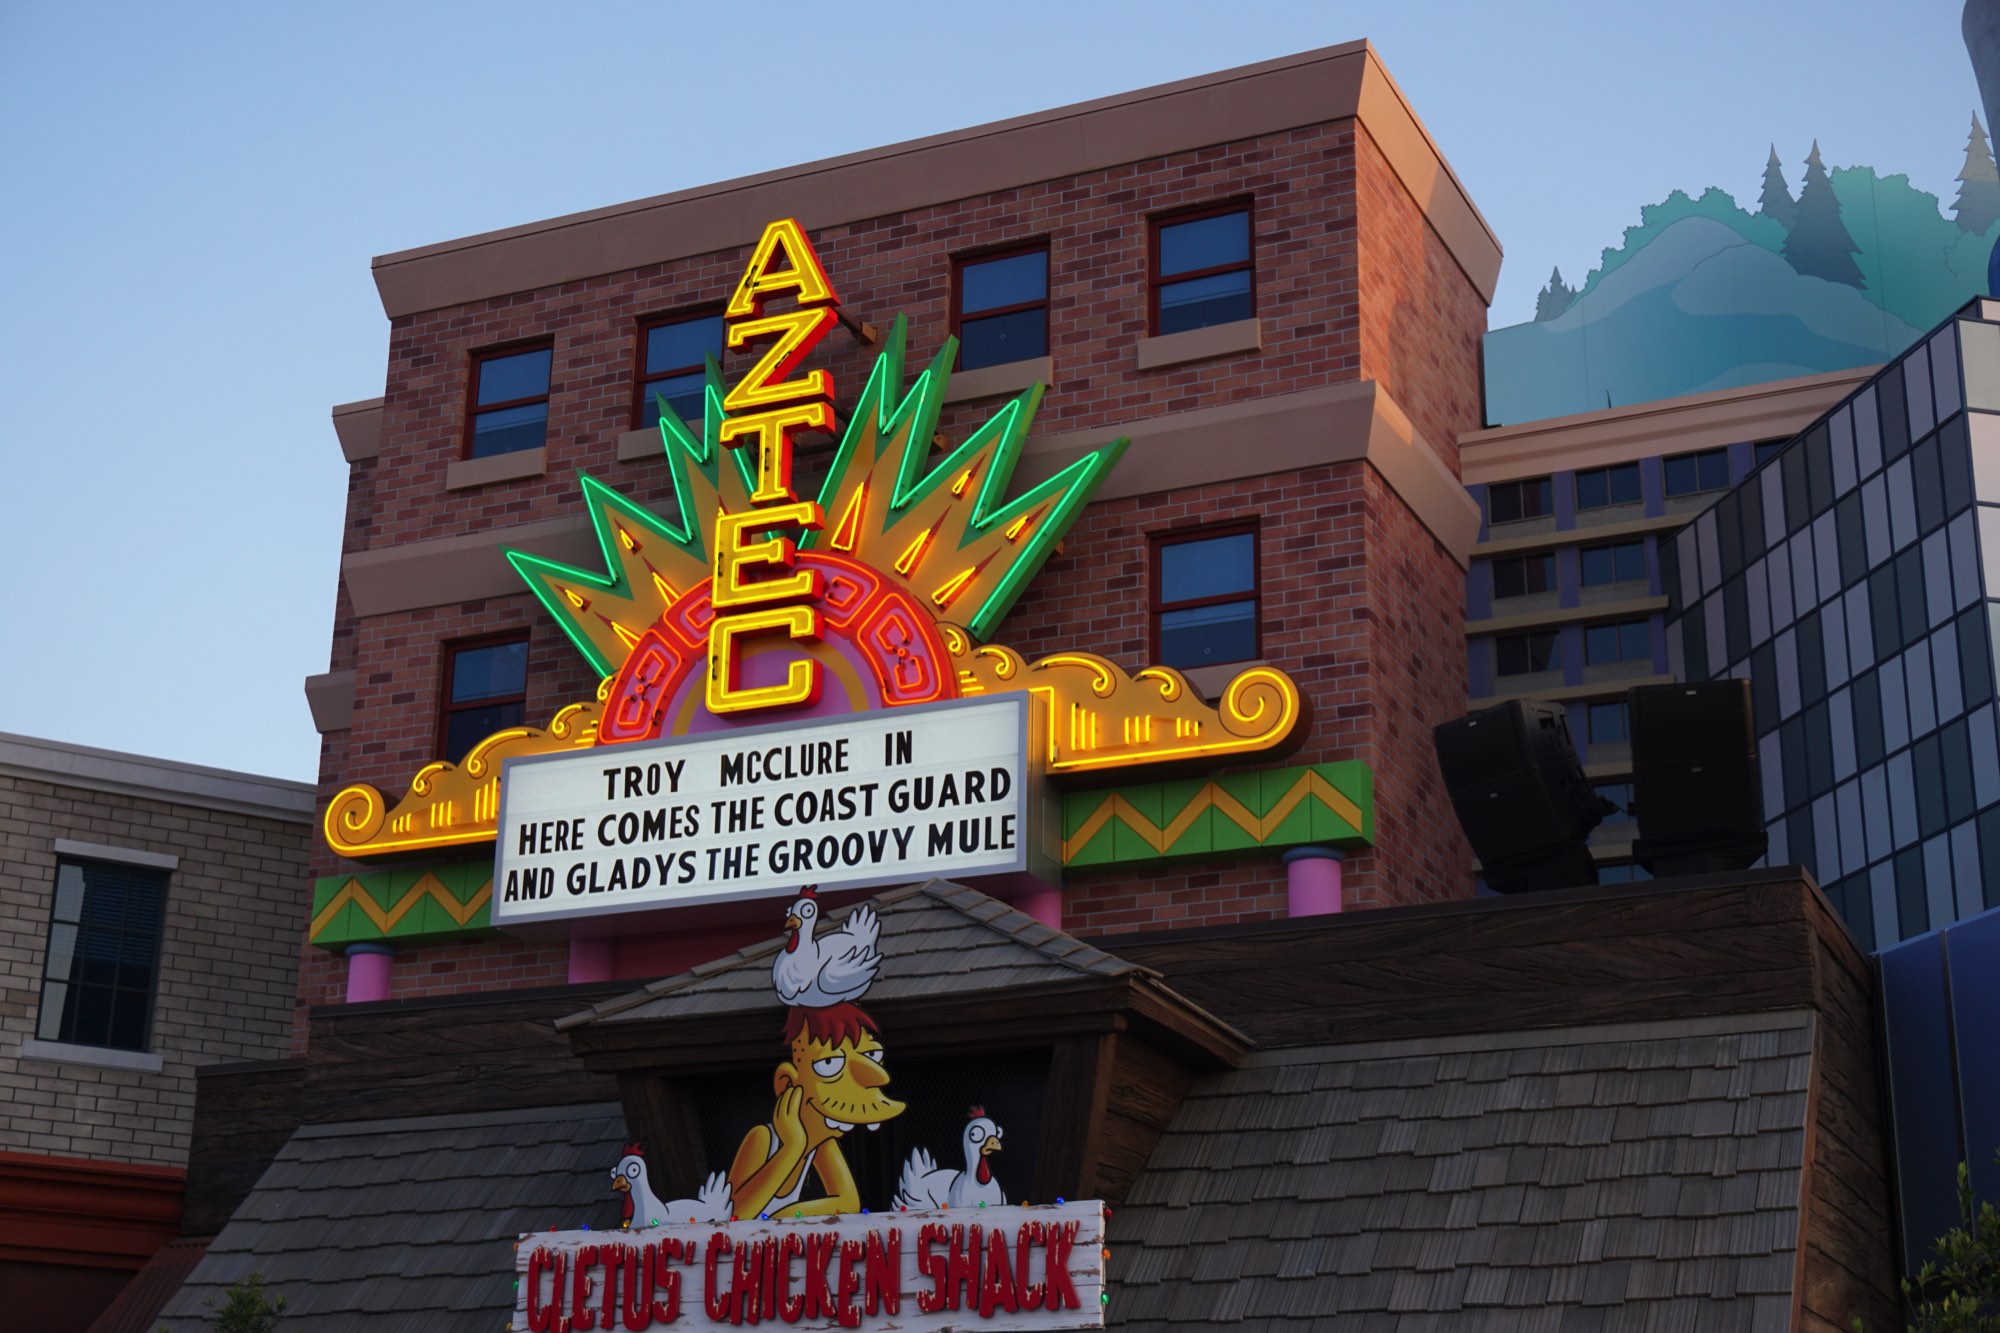 AZTEC
TROY MCCLURE IN
HERE COMES THE COAST GUARD
AND GLADYS THE GROOVY MULE
CLETUS' CHICKEN SHACK